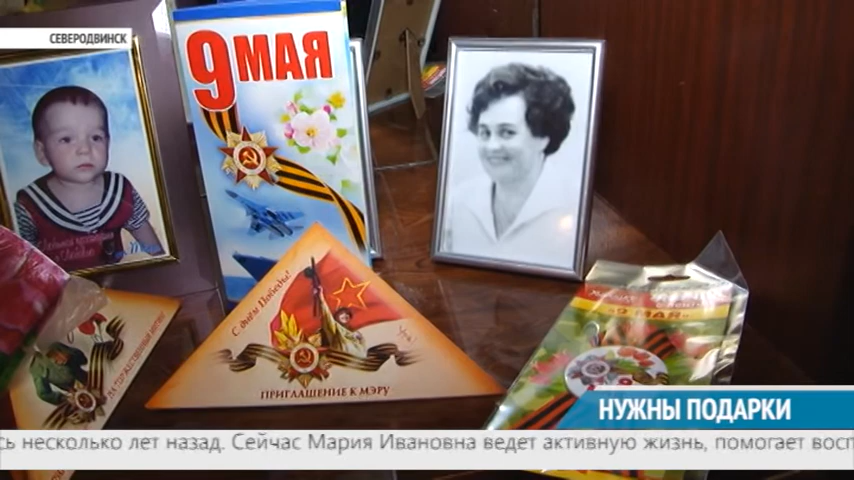 СЕВЕРОДВИНСК
9 МАЯ
С днём Победы!
ПРИГЛАШЕНИЕ К МЭРУ
"9 МАЯ"
НУЖНЫ ПОДАРКИ
сь несколько лет назад. Сейчас Мария Ивановна ведет активную жизнь, помогает восп